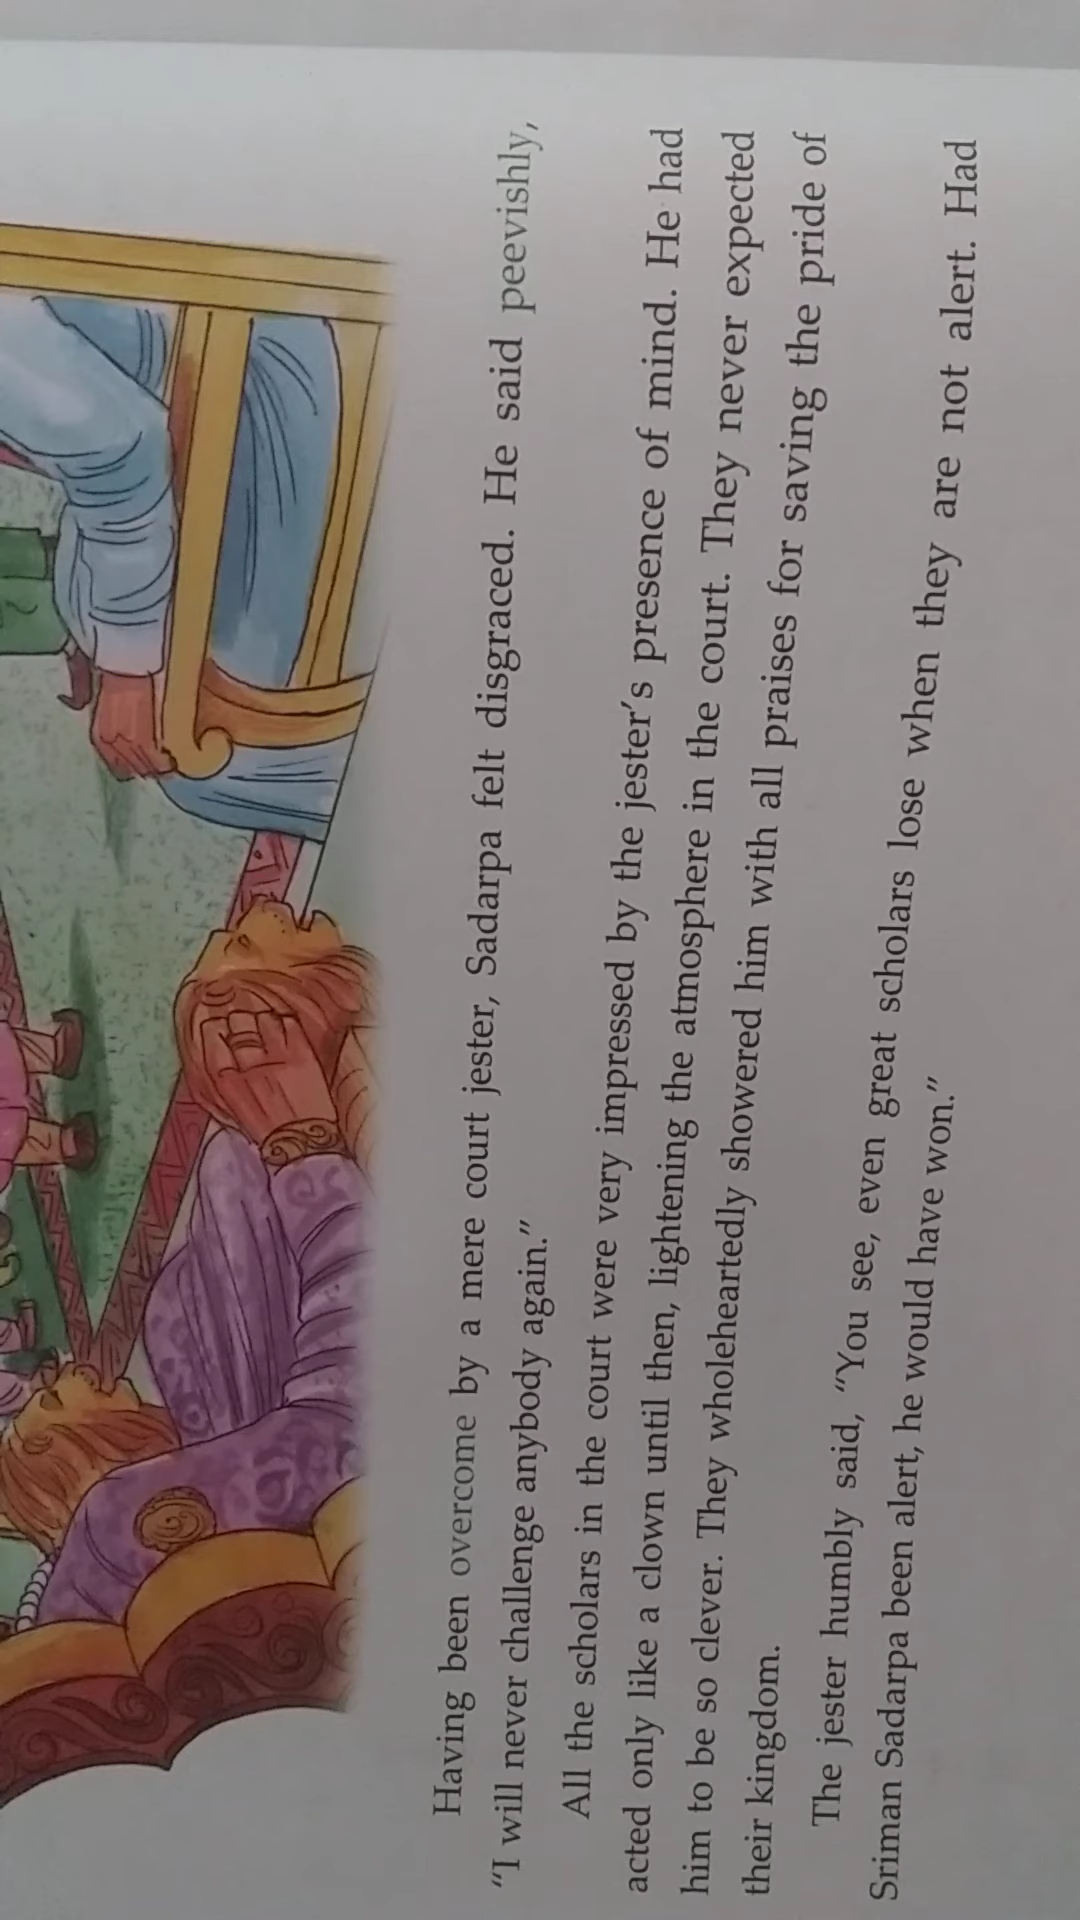 Having been overcome by a mere court jester, Sadarpa felt disgraced. He said peevishly,
“I will never challenge anybody again.”
All the scholars in the court were very impressed by the jester’s presence of mind. He had
acted only like a clown until then, lightening the atmosphere in the court. They never expected
him to be so clever. They wholeheartedly showered him with all praises for saving the pride of
their kingdom.
The jester humbly said, “You see, even great scholars lose when they are not alert. Had
Sriman Sadarpa been alert, he would have won.”